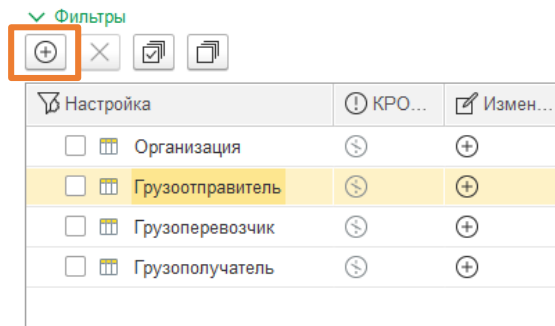 Фильтры
Настройка КРО... Измен...
Организация
Грузоотправитель
Грузоперевозчик
Грузополучатель